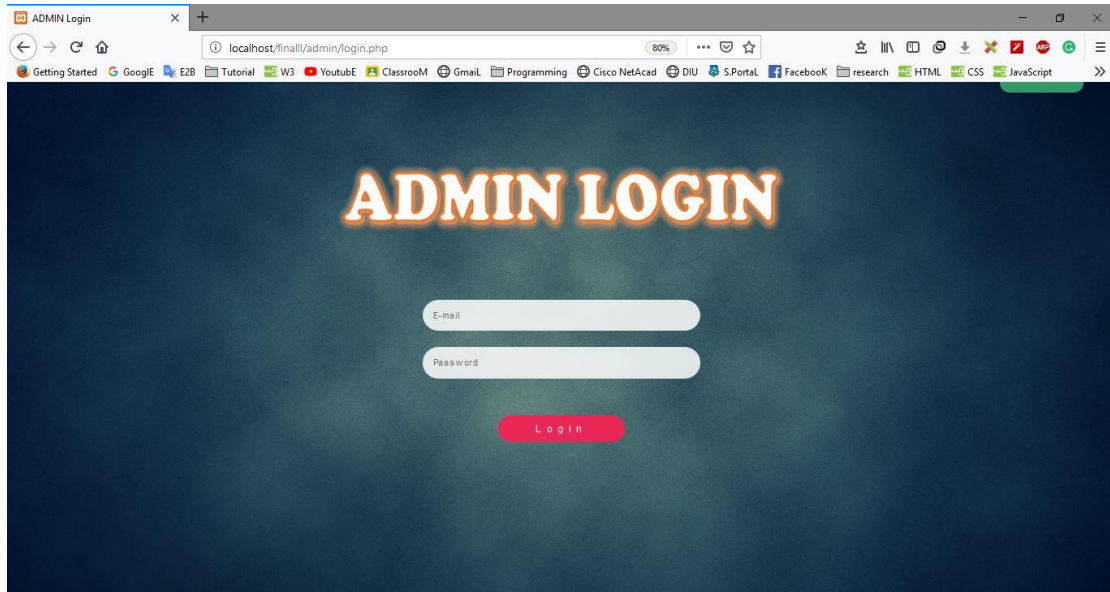 ADMIN Login
localhost/finalll/admin/login.php
80%
Getting Started GooglE E2B Tutorial W3 YoutubE ClassrooM GmaiL Programming Cisco NetAcad DIU S.PortaL FacebooK research HTML CSS JavaScript
ADMIN LOGIN
E-mail
Password
Login